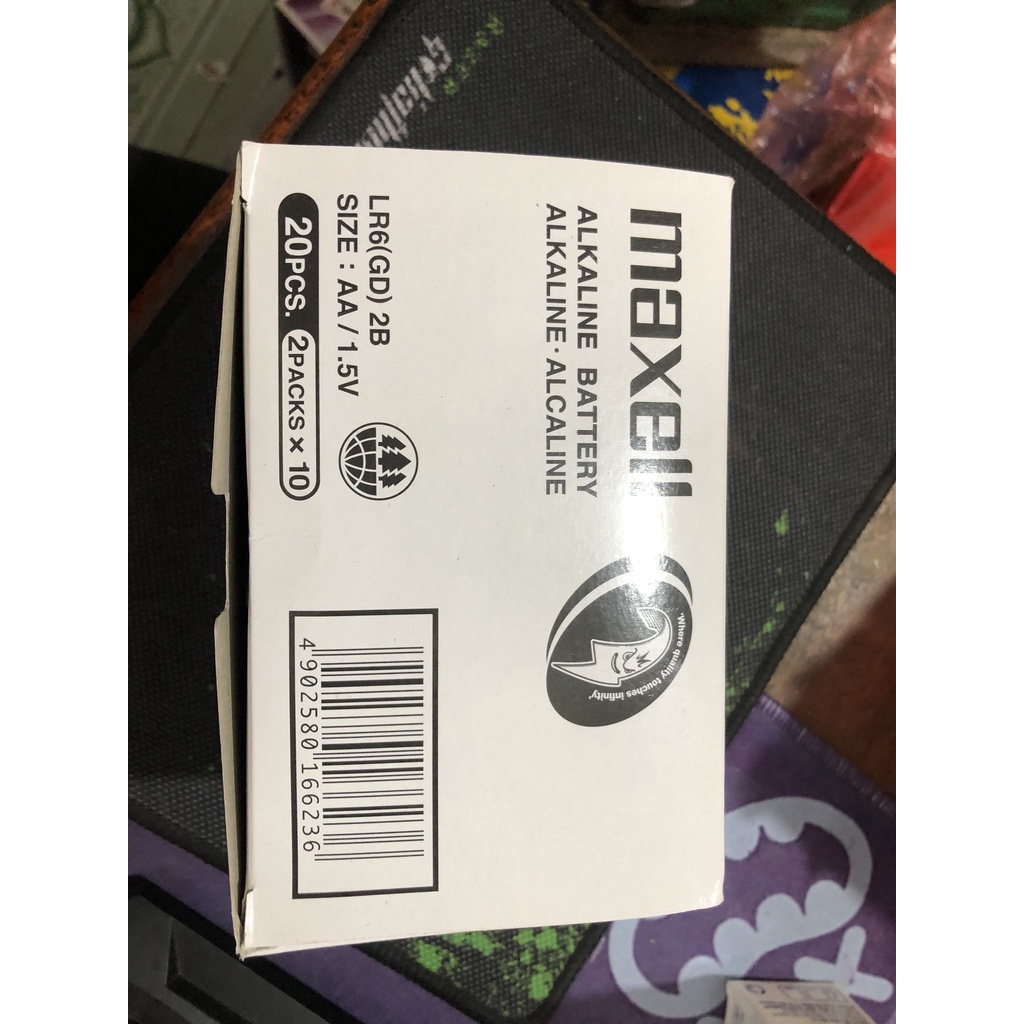 maxell
ALKALINE BATTERY
ALKALINE・ALCALINE
"Where quality touches infinity"
LR6(GD) 2B
SIZE : AA / 1.5V
20PCS. 2PACKS × 10
4 902580 166236